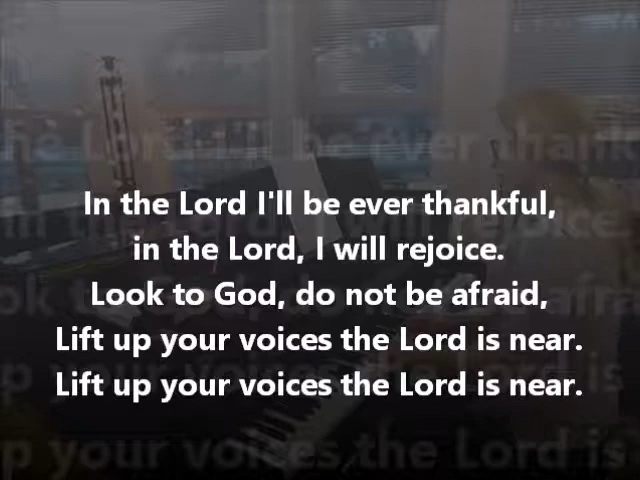 In the Lord I'll be ever thankful,
in the Lord, I will rejoice.
Look to God, do not be afraid,
Lift up your voices the Lord is near.
Lift up your voices the Lord is near.